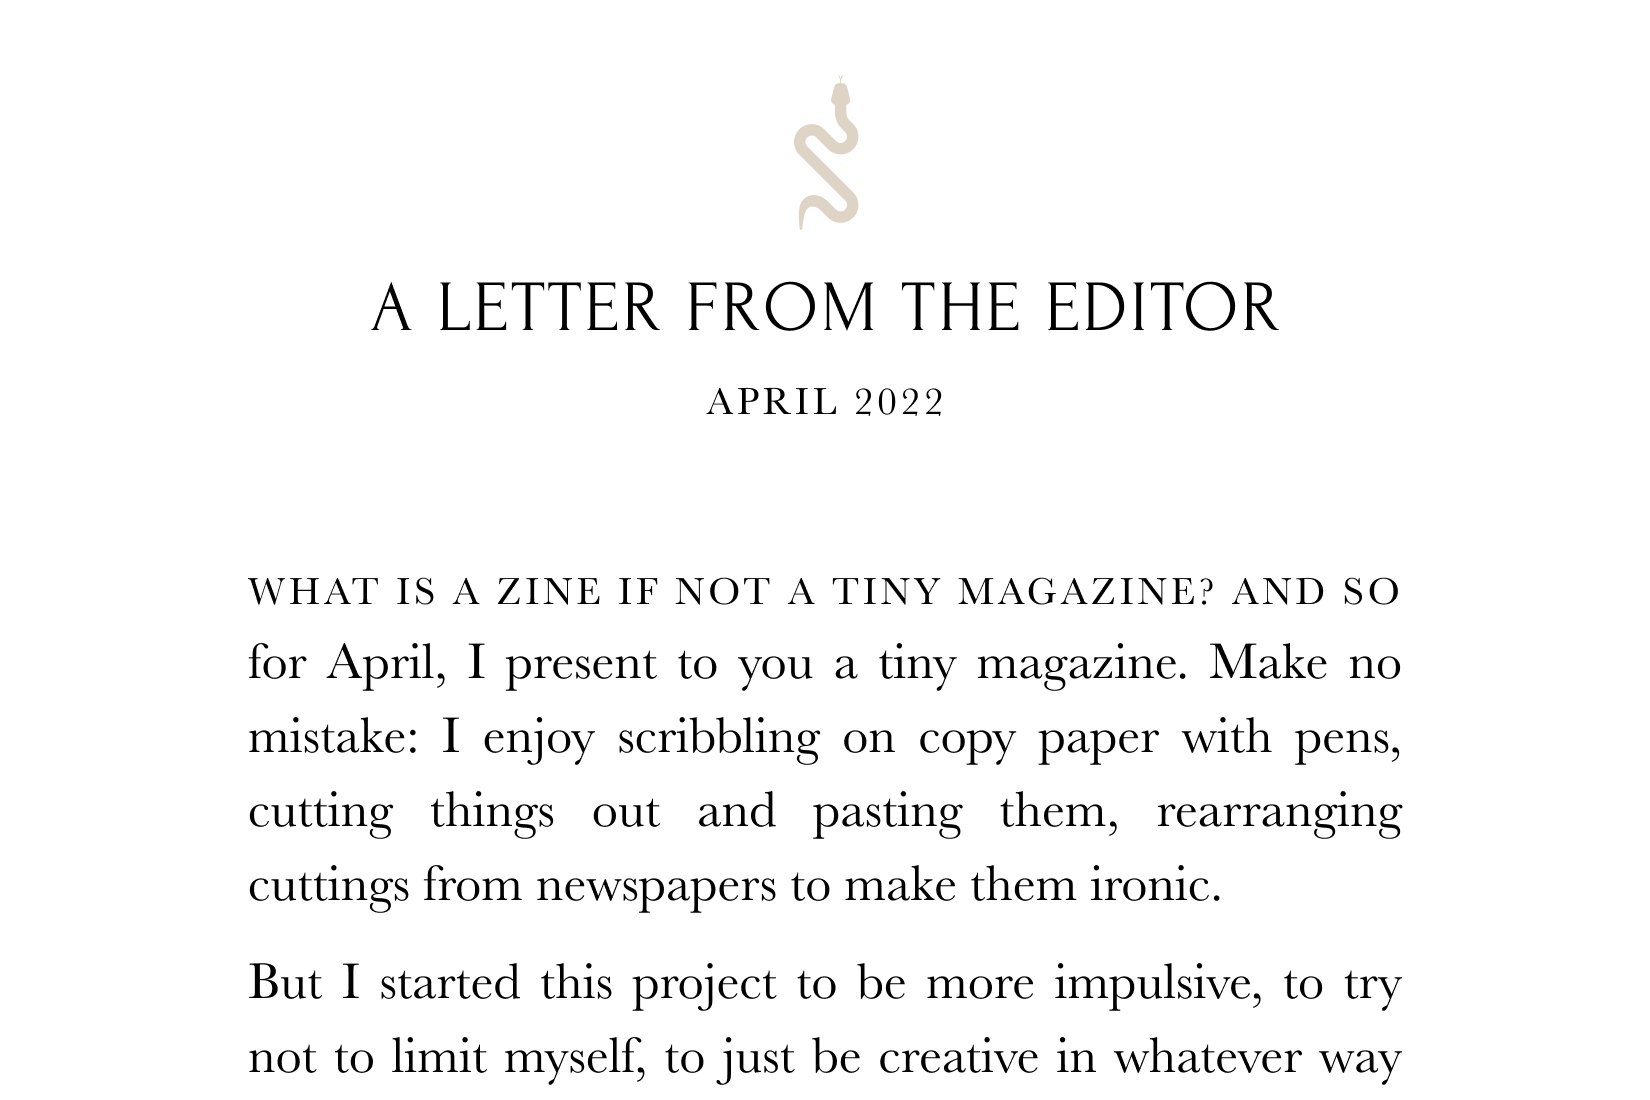 A LETTER FROM THE EDITOR
APRIL 2022
WHAT IS A ZINE IF NOT A TINY MAGAZINE? AND SO
for April, I present to you a tiny magazine. Make no
mistake: I enjoy scribbling on copy paper with pens,
cutting things out and pasting them, rearranging
cuttings from newspapers to make them ironic.
But I started this project to be more impulsive, to try
not to limit myself, to just be creative in whatever way